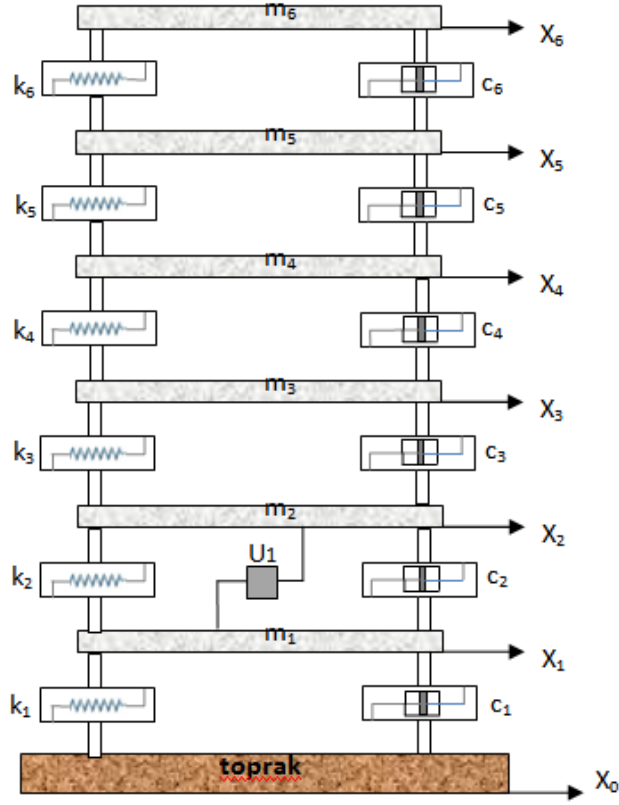 m₆
X₆
k₆
c₆
m₅
X₅
k₅
c₅
m₄
X₄
k₄
c₄
m₃
X₃
k₃
c₃
m₂
X₂
U1
k₂
c₂
m₁
X₁
k₁
c₁
toprak
X₀